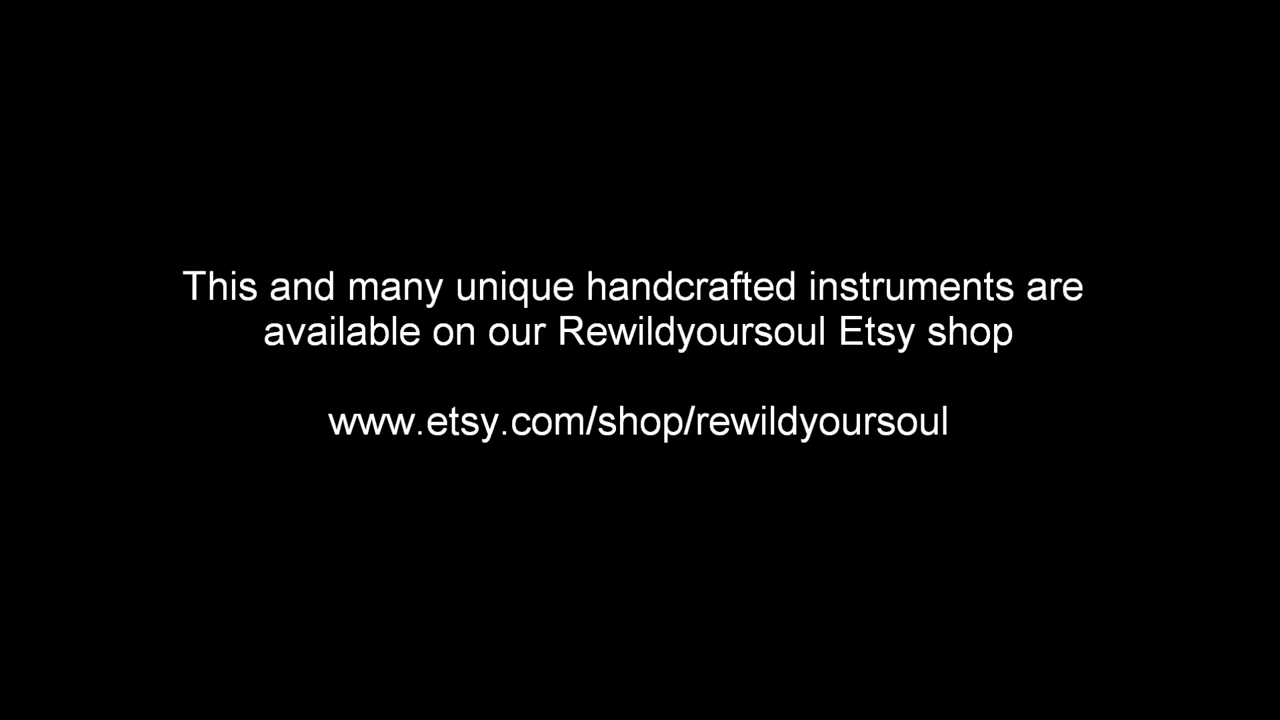 This and many unique handcrafted instruments are
available on our Rewildyoursoul Etsy shop
www.etsy.com/shop/rewildyoursoul